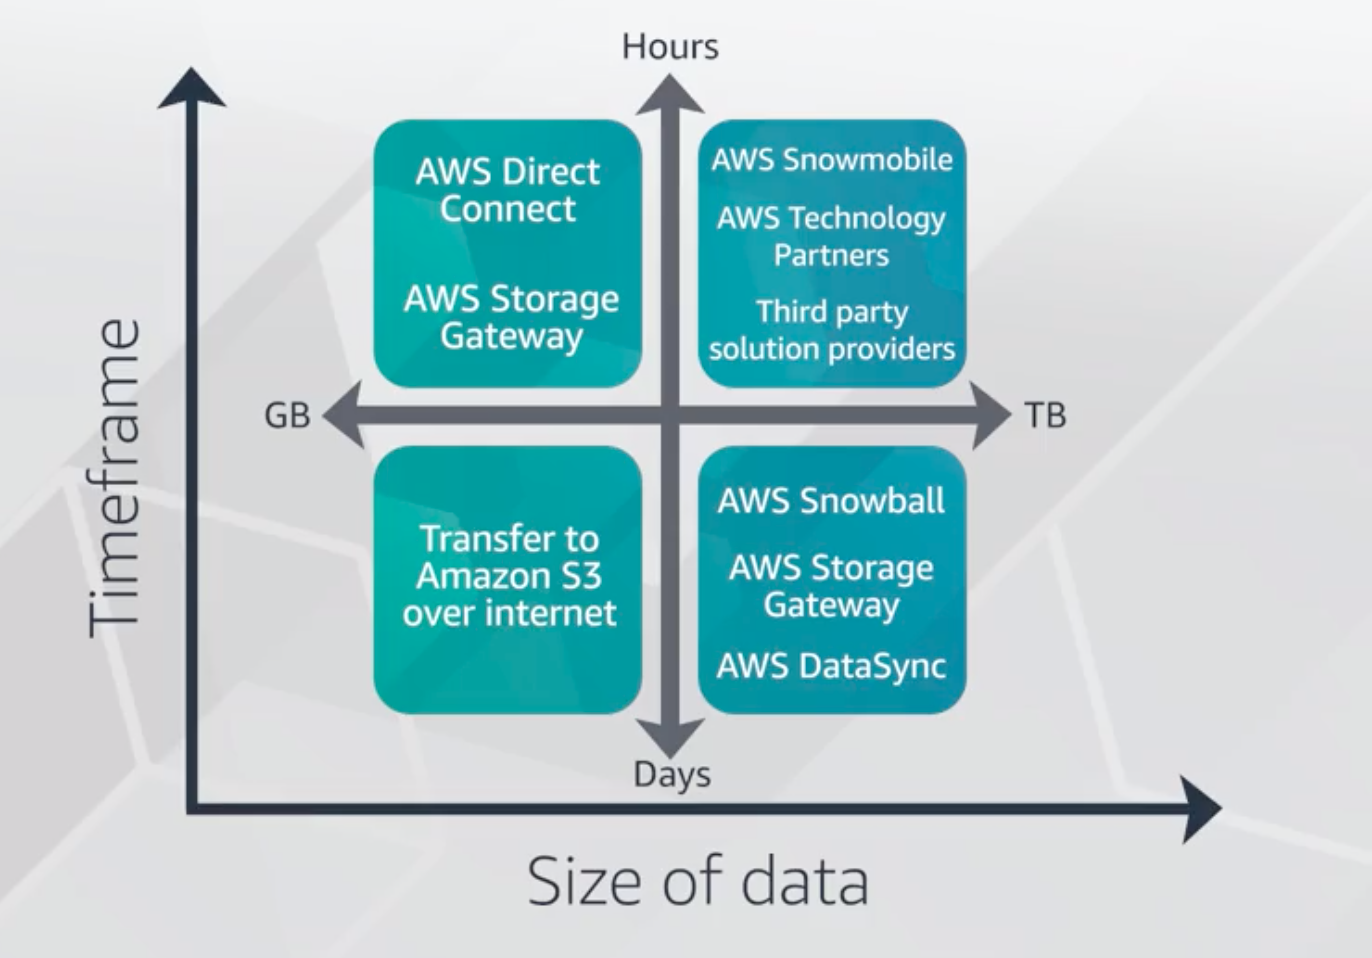 Hours
AWS Direct
Connect
AWS Storage
Gateway
AWS Snowmobile
AWS Technology
Partners
Third party
solution providers
Timeframe
GB
TB
Transfer to
Amazon S3
over internet
AWS Snowball
AWS Storage
Gateway
AWS DataSync
Days
Size of data